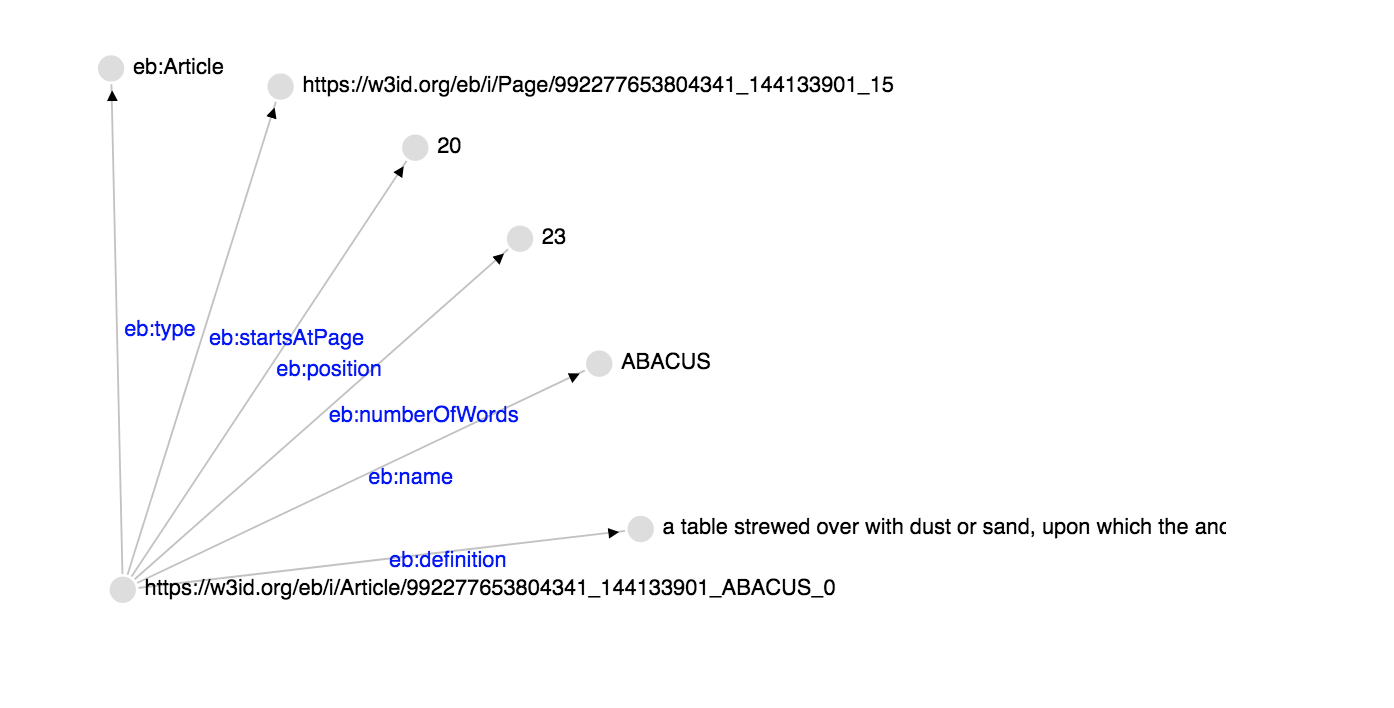 eb:Article
https://w3id.org/eb/i/Page/992277653804341_144133901_15
20
23
eb:type
eb:startsAtPage
eb:position
ABACUS
eb:numberOfWords
eb:name
a table strewed over with dust or sand, upon which the anc
eb:definition
https://w3id.org/eb/i/Article/992277653804341_144133901_ABACUS_0